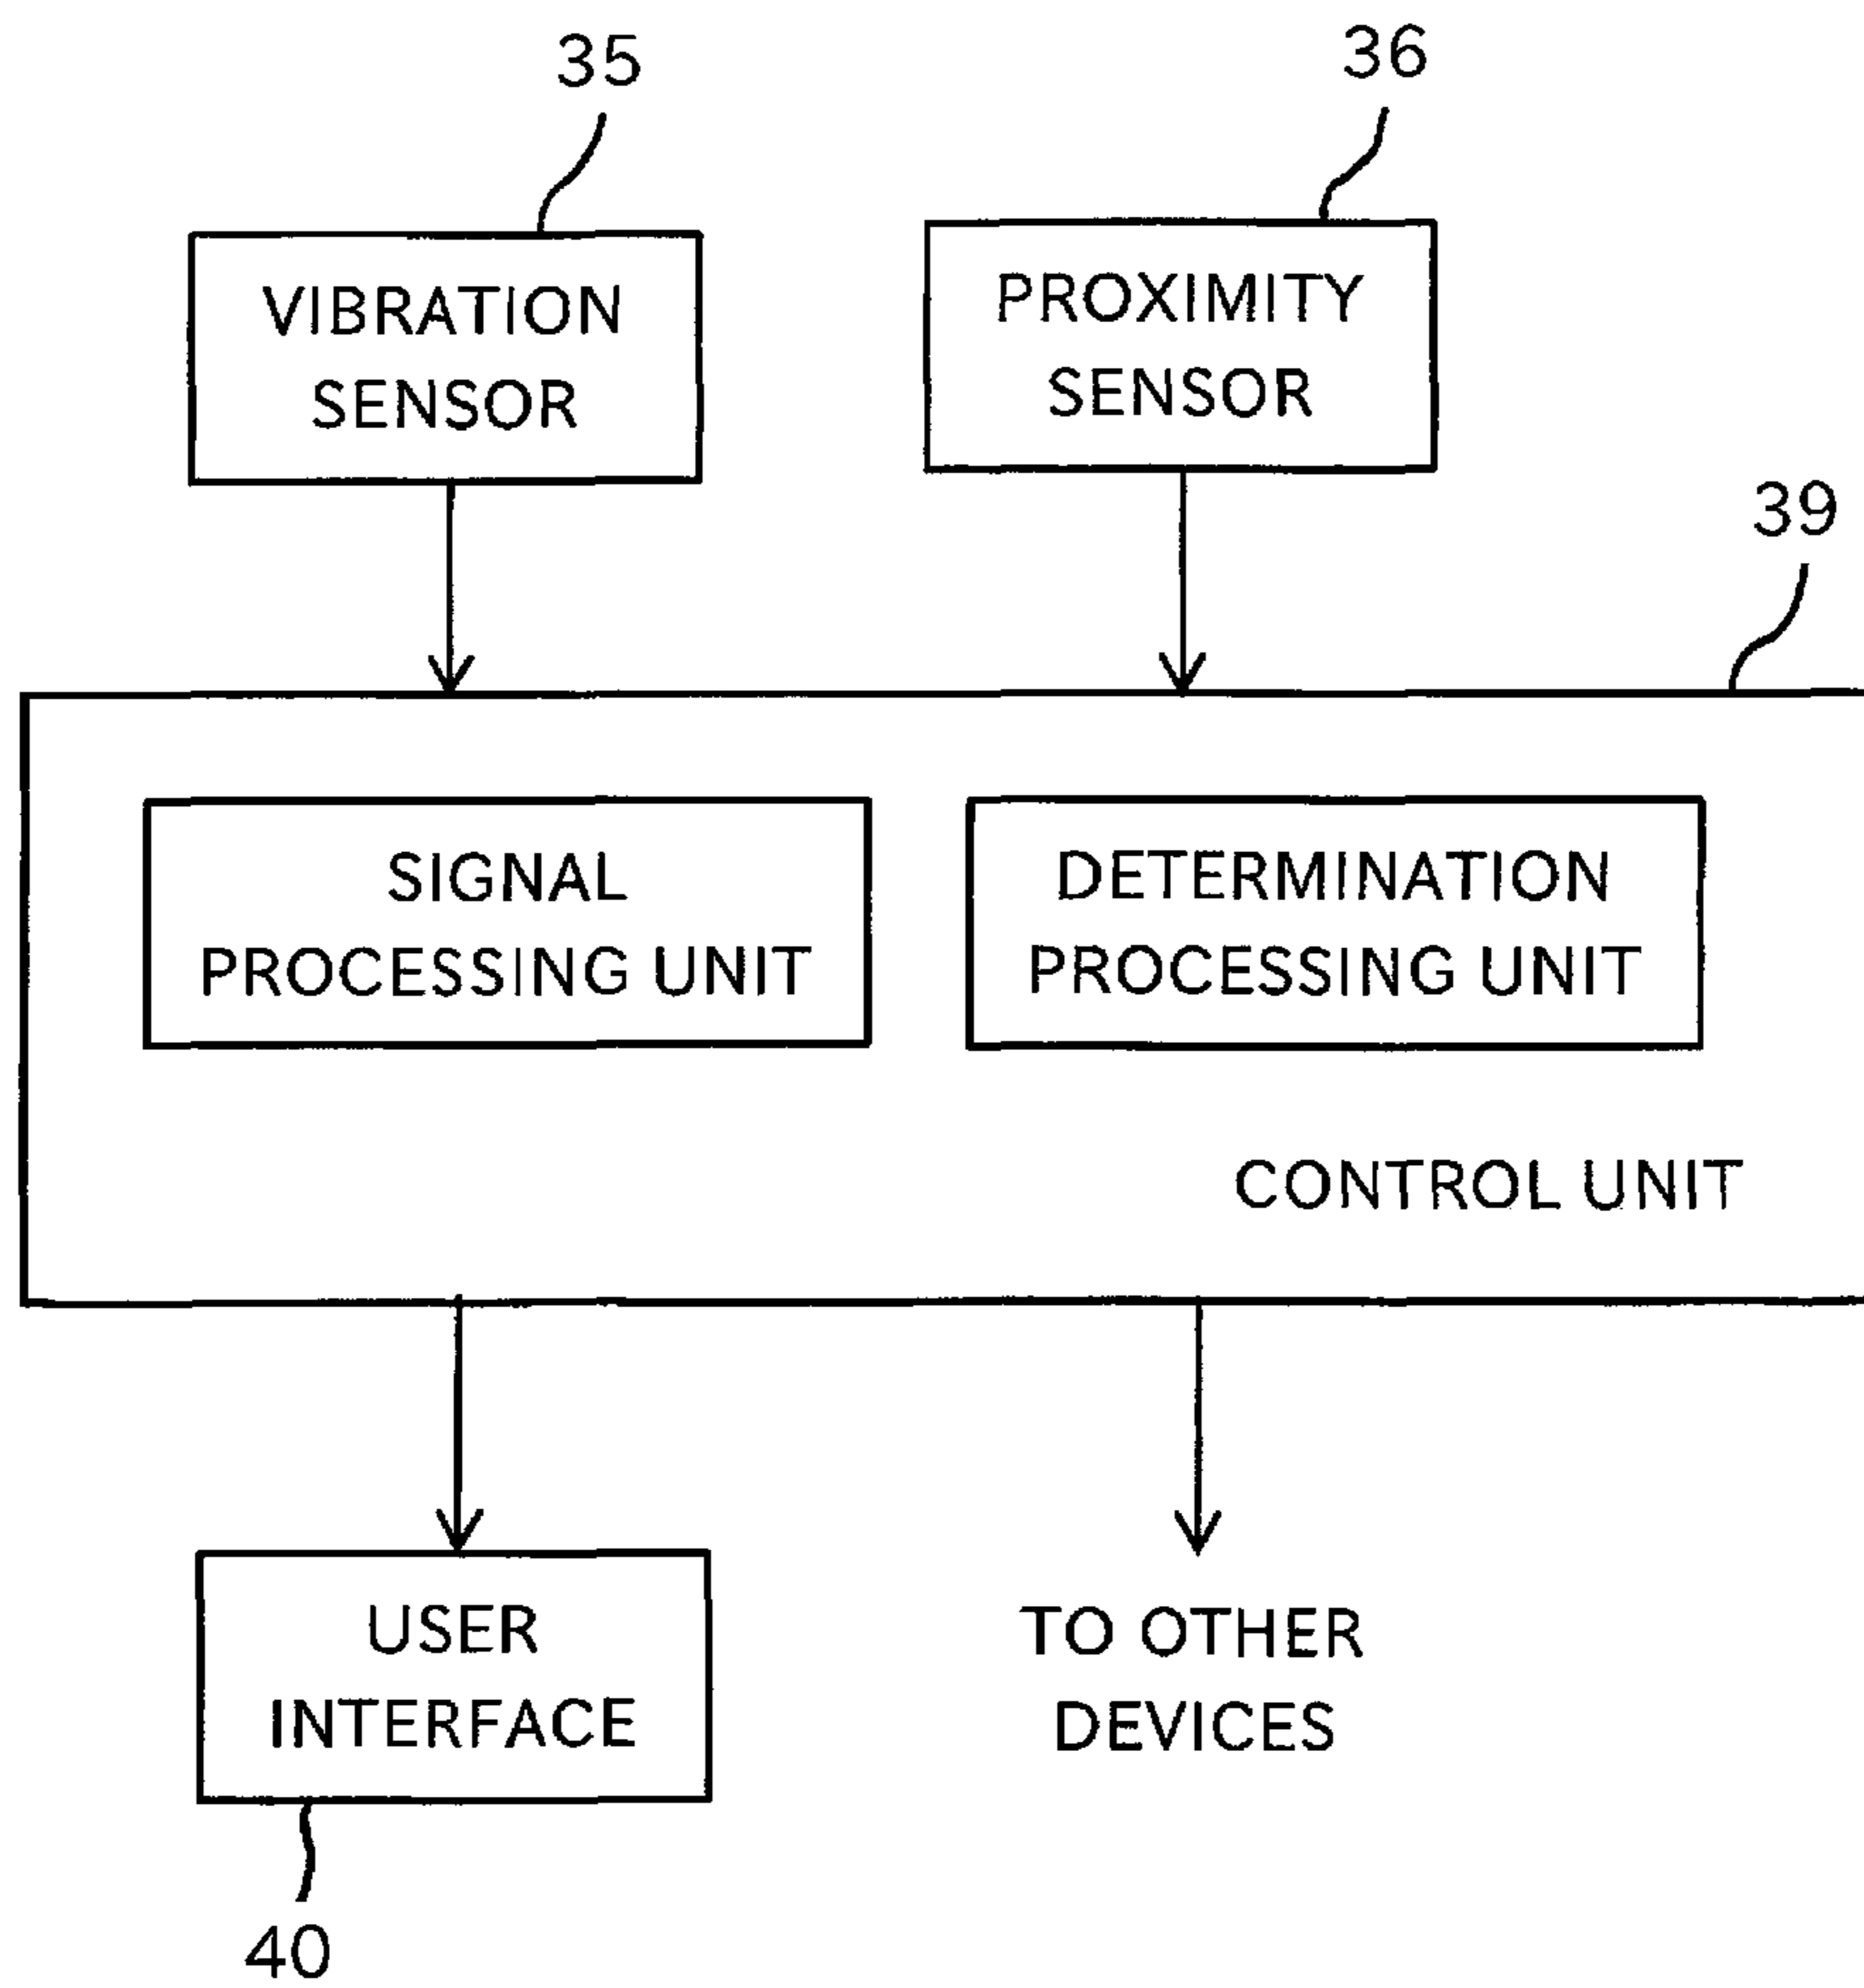 35
36
VIBRATION
SENSOR
PROXIMITY
SENSOR
39
SIGNAL
PROCESSING UNIT
DETERMINATION
PROCESSING UNIT
CONTROL UNIT
USER
INTERFACE
TO OTHER
DEVICES
40